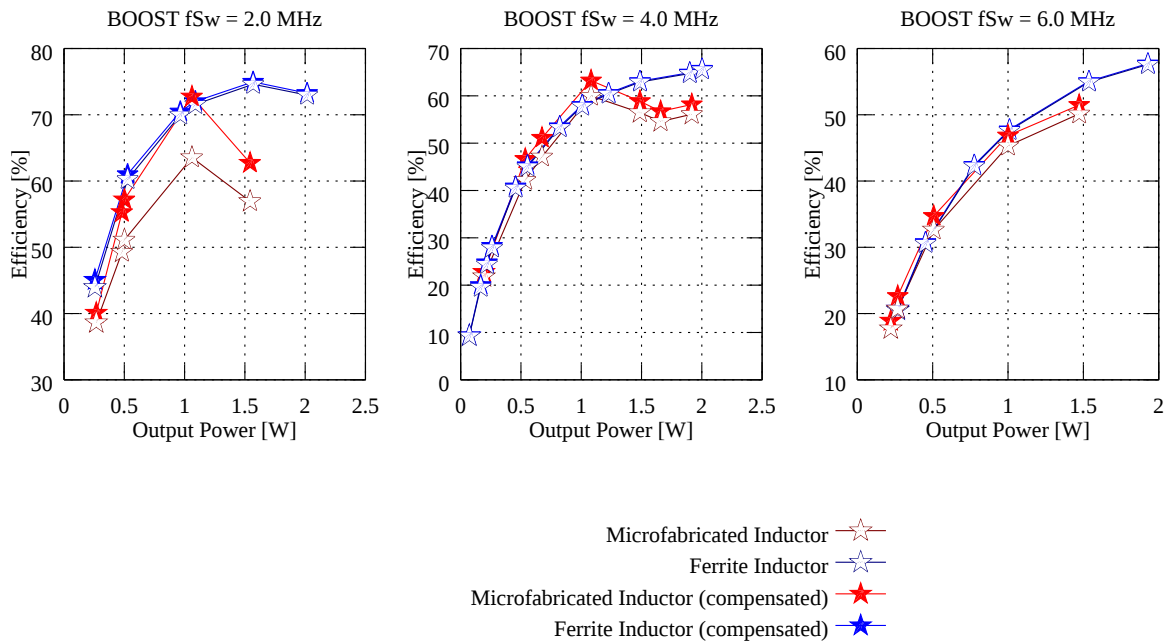 BOOST fSw = 2.0 MHz
80
70
60
50
40
30
Efficiency [%]
0
0.5
1
1.5
2
2.5
Output Power [W]
BOOST fSw = 4.0 MHz
70
60
50
40
30
20
10
0
Efficiency [%]
0
0.5
1
1.5
2
2.5
Output Power [W]
BOOST fSw = 6.0 MHz
60
50
40
30
20
10
Efficiency [%]
0
0.5
1
1.5
2
Output Power [W]
Microfabricated Inductor
Ferrite Inductor
Microfabricated Inductor (compensated)
Ferrite Inductor (compensated)